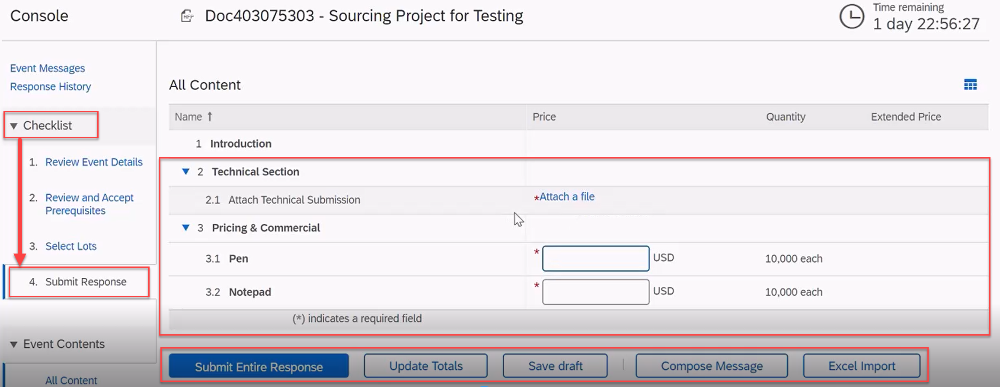 Console
RFP
Doc403075303 - Sourcing Project for Testing
Time remaining
1 day 22:56:27
Event Messages
Response History
▼ Checklist
1. Review Event Details
2. Review and Accept
Prerequisites
3. Select Lots
4. Submit Response
▼ Event Contents
All Content
All Content
Name ↑ Price Quantity Extended Price
1 Introduction
▼ 2 Technical Section
2.1 Attach Technical Submission *Attach a file
▼ 3 Pricing & Commercial
3.1 Pen * USD 10,000 each
3.2 Notepad * USD 10,000 each
(*) indicates a required field
Submit Entire Response Update Totals Save draft | Compose Message Excel Import